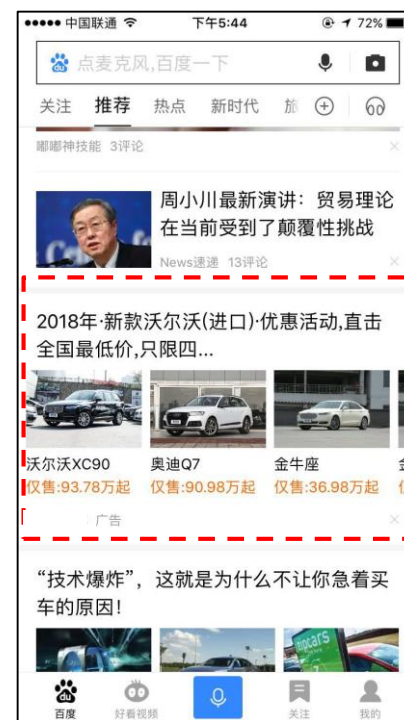 中国联通 下午5:44 72%
du 点麦克风,百度一下
关注 推荐 热点 新时代 旅
嘟嘟神技能 3评论
周小川最新演讲：贸易理论
在当前受到了颠覆性挑战
News速递 13评论
2018年·新款沃尔沃(进口)·优惠活动,直击
全国最低价,只限四...
沃尔沃XC90 奥迪Q7 金牛座
仅售:93.78万起 仅售:90.98万起 仅售:36.98万起
广告
“技术爆炸”，这就是为什么不让你急着买
车的原因！
zipcars
百度 好看视频 关注 我的